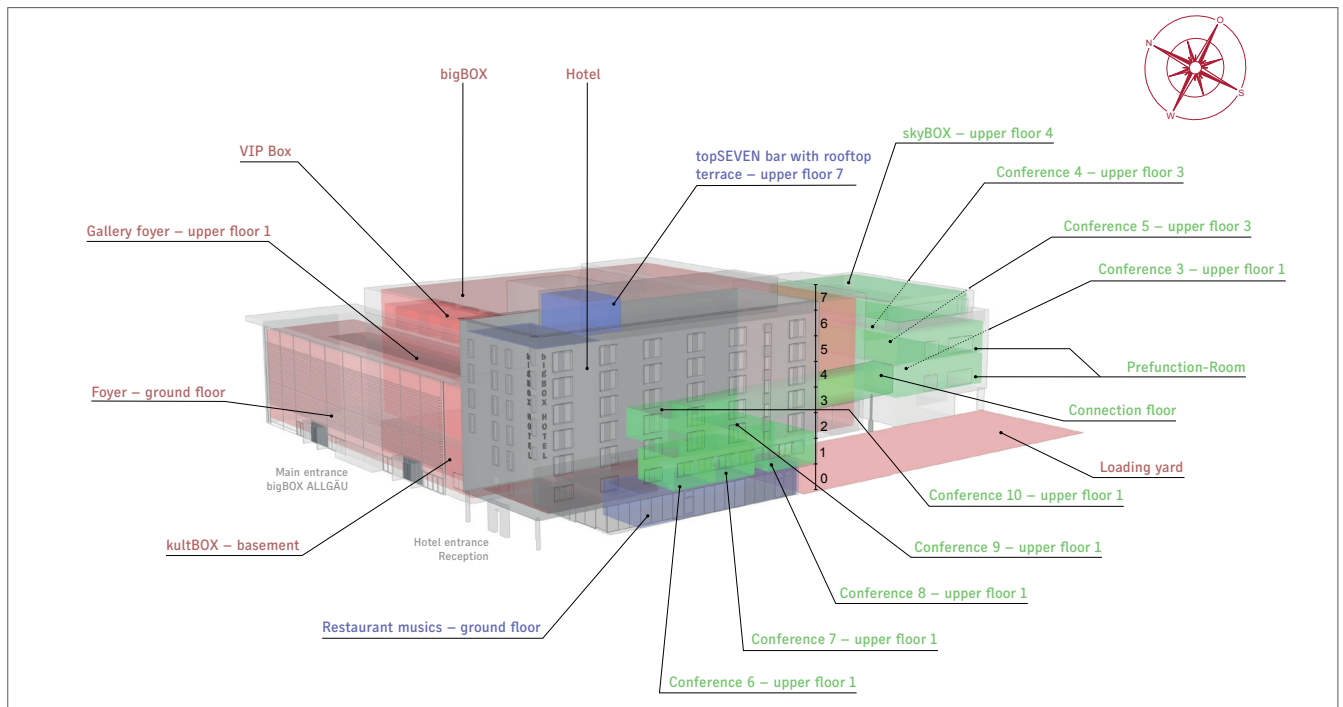 O
N
S
W
bigBOX
Hotel
skyBOX – upper floor 4
VIP Box
topSEVEN bar with rooftop
terrace – upper floor 7
Conference 4 – upper floor 3
Gallery foyer – upper floor 1
Conference 5 – upper floor 3
Conference 3 – upper floor 1
7
6
5
4
3
2
1
0
bigBOX HOTEL
bigBOX HOTEL
Prefunction-Room
Foyer – ground floor
Connection floor
Main entrance
bigBOX ALLGÄU
Loading yard
Conference 10 – upper floor 1
kultBOX – basement
Hotel entrance
Reception
Conference 9 – upper floor 1
Conference 8 – upper floor 1
Restaurant musics – ground floor
Conference 7 – upper floor 1
Conference 6 – upper floor 1